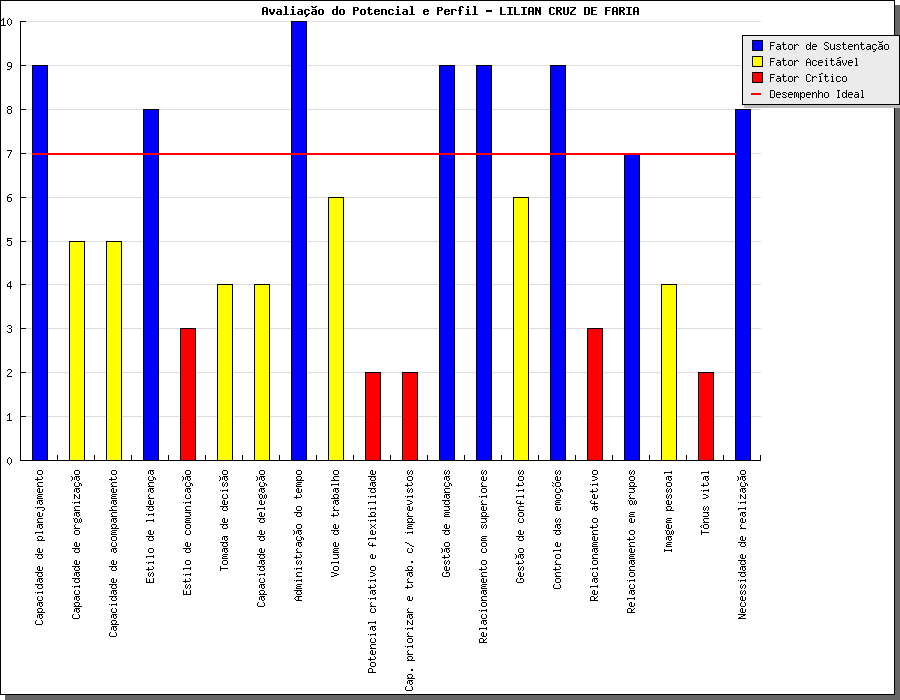 Avaliação do Potencial e Perfil - LILIAN CRUZ DE FARIA
Fator de Sustentação
Fator Aceitável
Fator Crítico
Desempenho Ideal
10
9
8
7
6
5
4
3
2
1
0
Capacidade de planejamento
Capacidade de organização
Capacidade de acompanhamento
Estilo de liderança
Estilo de comunicação
Tomada de decisão
Capacidade de delegação
Administração do tempo
Volume de trabalho
Potencial criativo e flexibilidade
Cap. priorizar e trab. c/ imprevistos
Gestão de mudanças
Relacionamento com superiores
Gestão de conflitos
Controle das emoções
Relacionamento afetivo
Relacionamento em grupos
Imagem pessoal
Tônus vital
Necessidade de realização